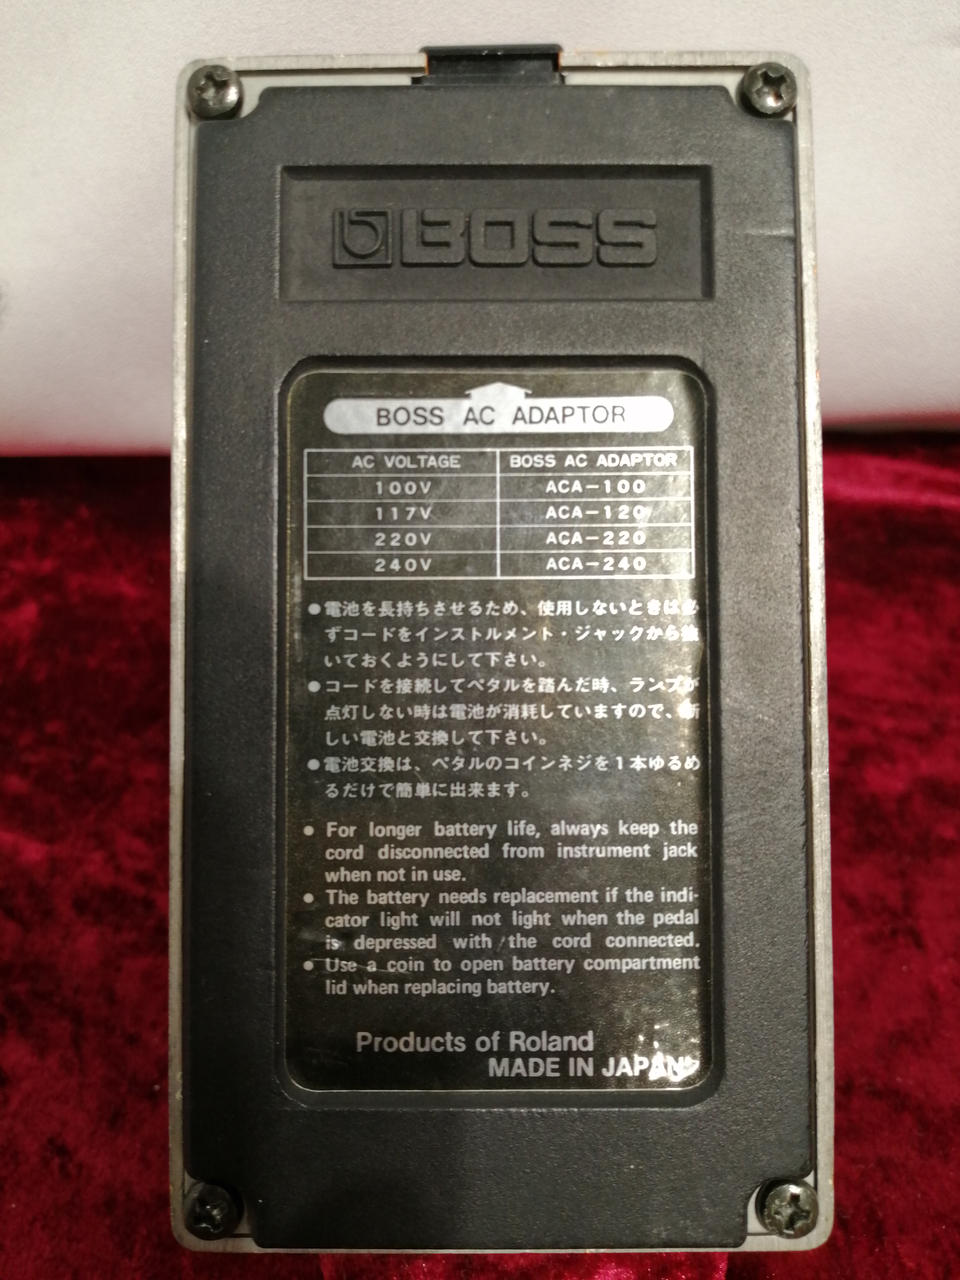 BOSS
BOSS AC ADAPTOR
AC VOLTAGE BOSS AC ADAPTOR
100V ACA-100
117V ACA-120
220V ACA-220
240V ACA-240
●電池を長持ちさせるため、使用しないときは必
ずコードをインストルメント・ジャックから抜
いておくようにして下さい。
●コードを接続してペダルを踏んだ時、ランプが
点灯しない時は電池が消耗していますので、新
しい電池と交換して下さい。
●電池交換は、ペダルのコインネジを1本ゆるめ
るだけで簡単に出来ます。
● For longer battery life, always keep the
cord disconnected from instrument jack
when not in use.
● The battery needs replacement if the indi-
cator light will not light when the pedal
is depressed with the cord connected.
● Use a coin to open battery compartment
lid when replacing battery.
Products of Roland
MADE IN JAPAN